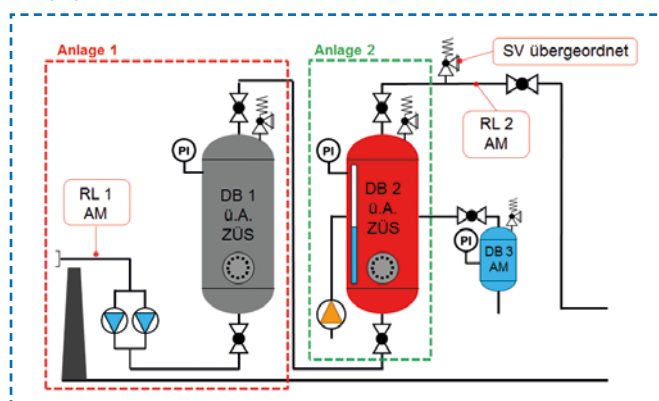 Anlage 1
Anlage 2
SV übergeordnet
RL 2
AM
PI
PI
RL 1
AM
DB 1
ü.A.
ZÜS
DB 2
ü.A.
ZÜS
PI
DB 3
AM